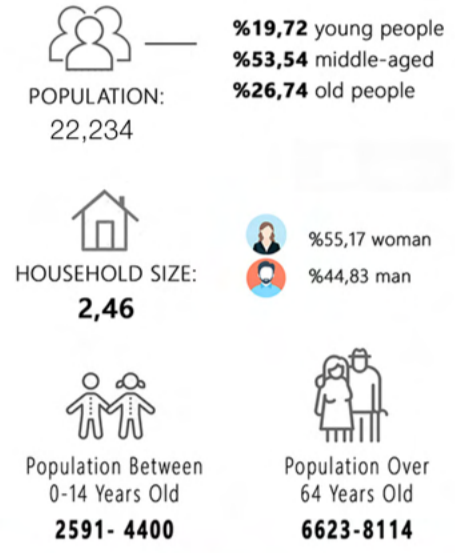 %19,72 young people
%53,54 middle-aged
%26,74 old people
POPULATION:
22,234
HOUSEHOLD SIZE:
2,46
%55,17 woman
%44,83 man
Population Between
0-14 Years Old
2591- 4400
Population Over
64 Years Old
6623-8114